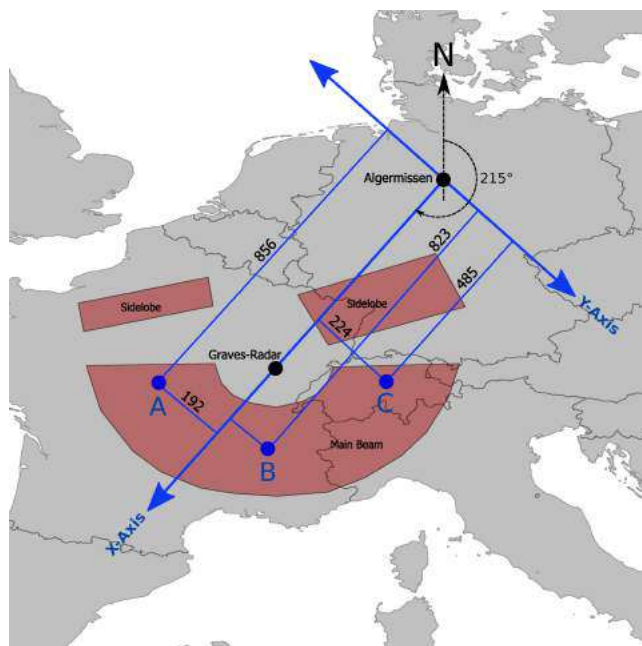 N
Algermissen
215°
856
823
485
Sidelobe
Sidelobe
Y-Axis
224
Graves-Radar
A
192
C
B
Main Beam
X-Axis